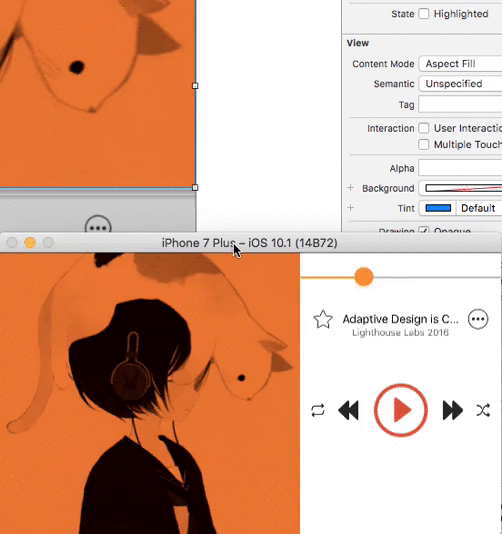 State Highlighted
View
Content Mode Aspect Fill
Semantic Unspecified
Tag
Interaction User Interactio
Multiple Touch
Alpha
+ Background
+ Tint Default
Drawing Opaque
iPhone 7 Plus – iOS 10.1 (14B72)
Adaptive Design is C...
Lighthouse Labs 2016